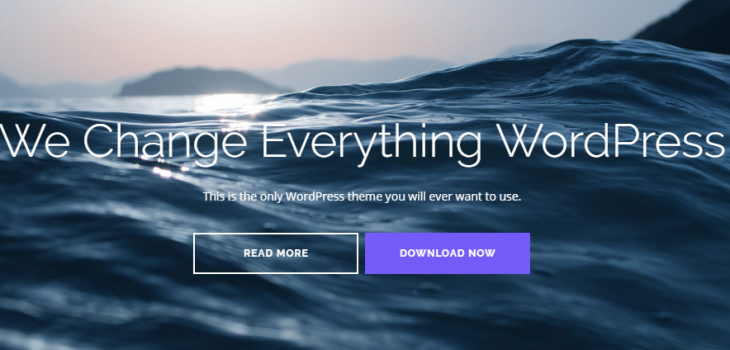 We Change Everything WordPress
This is the only WordPress theme you will ever want to use.
READ MORE
DOWNLOAD NOW